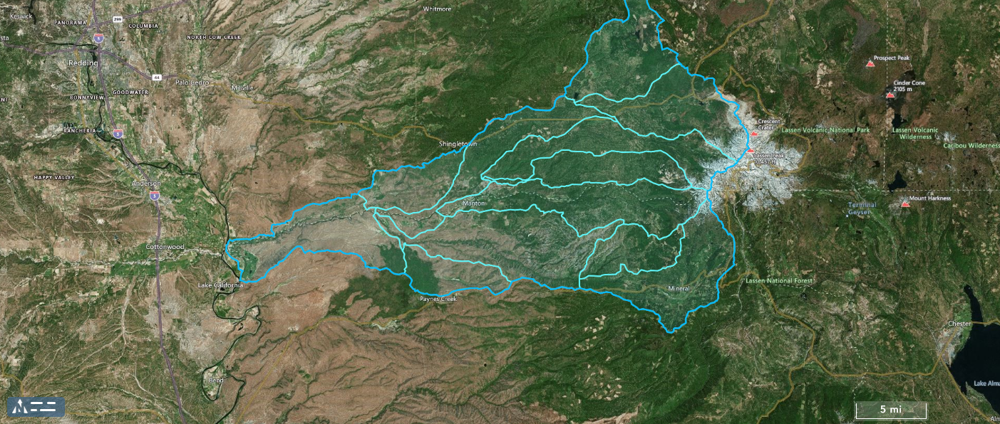 Whitmore
Keswick
PANORAMA
299
COLUMBIA
NORTH COW CREEK
5
sta
Redding
Prospect Peak
44
Palo Cedro
Millville
Cinder Cone
2105 m
GOODWATER
BONNYVIEW
NT
Crescent
Crater
RANCHERIA
5
Lassen Volcanic National Park
Lassen Volcanic
Wilderness
Shingletown
Caribou Wilderness
Lassen Peak
HAPPY VALLEY
Anderson
5
Manton
Mount Harkness
Terminal
Geyser
Cottonwood
Lake California
Lassen National Forest
Mineral
Paynes Creek
Chester
Bend
Lake Alma
5 mi
Alm